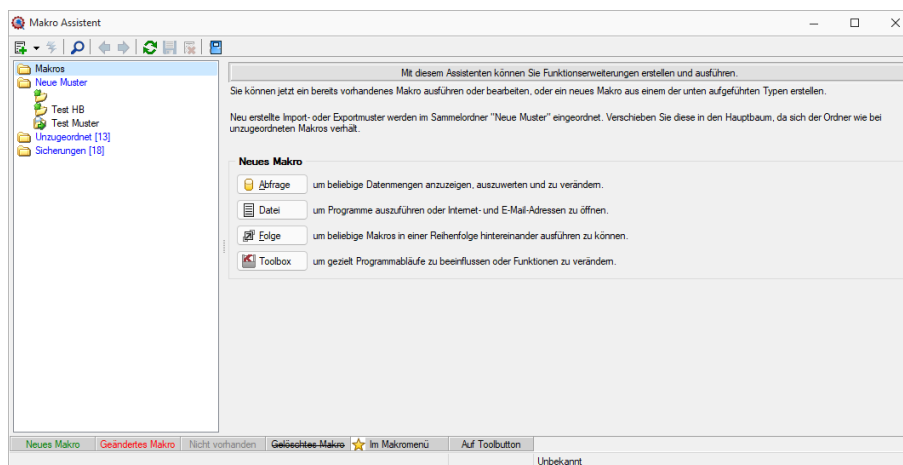 Makro Assistent
Makros
Neue Muster
Test HB
Test Muster
Unzugeordnet [13]
Sicherungen [18]
Mit diesem Assistenten können Sie Funktionserweiterungen erstellen und ausführen.
Sie können jetzt ein bereits vorhandenes Makro ausführen oder bearbeiten, oder ein neues Makro aus einem der unten aufgeführten Typen erstellen.
Neu erstellte Import- oder Exportmuster werden im Sammelordner "Neue Muster" eingeordnet. Verschieben Sie diese in den Hauptbaum, da sich der Ordner wie bei
unzugeordneten Makros verhält.
Neues Makro
Abfrage um beliebige Datenmengen anzuzeigen, auszuwerten und zu verändern.
Datei um Programme auszuführen oder Internet- und E-Mail-Adressen zu öffnen.
Folge um beliebige Makros in einer Reihenfolge hintereinander ausführen zu können.
Toolbox um gezielt Programmabläufe zu beeinflussen oder Funktionen zu verändern.
Neues Makro Geändertes Makro Nicht vorhanden Gelöschtes Makro Im Makromenü Auf Toolbutton
Unbekannt